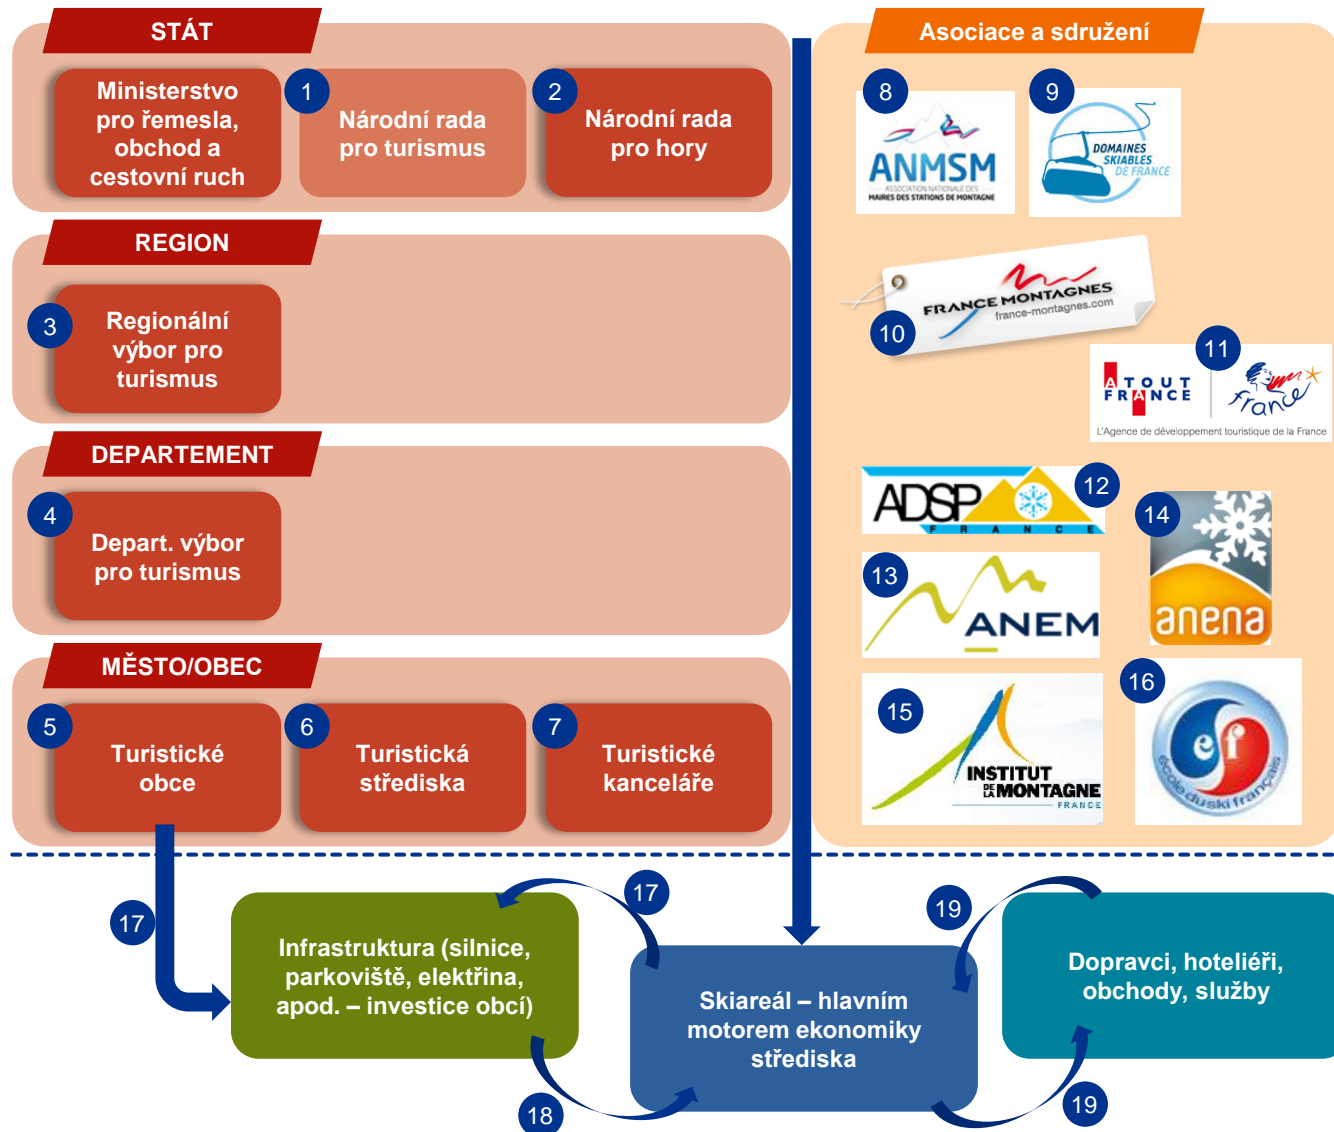 STÁT
Ministerstvo
pro řemesla,
obchod a
cestovní ruch
1
Národní rada
pro turismus
2
Národní rada
pro hory
REGION
3
Regionální
výbor pro
turismus
DEPARTEMENT
4
Depart. výbor
pro turismus
MĚSTO/OBEC
5
Turistické
obce
6
Turistická
střediska
7
Turistické
kanceláře
Asociace a sdružení
8
ANMSM
ASSOCIATION NATIONALE DES
MAIRES DES STATIONS DE MONTAGNE
9
DOMAINES
SKIABLES
DE FRANCE
FRANCE MONTAGNES
france-montagnes.com
10
11
ATOUT
FRANCE
france
L'Agence de développement touristique de la France
ADSP
FRANCE
12
13
ANEM
14
anena
15
INSTITUT
DE LA MONTAGNE
FRANCE
16
esf
école du ski français
17
Infrastruktura (silnice,
parkoviště, elektřina,
apod. – investice obcí)
17
18
Skiareál – hlavním
motorem ekonomiky
střediska
19
Dopravci, hoteliéři,
obchody, služby
19